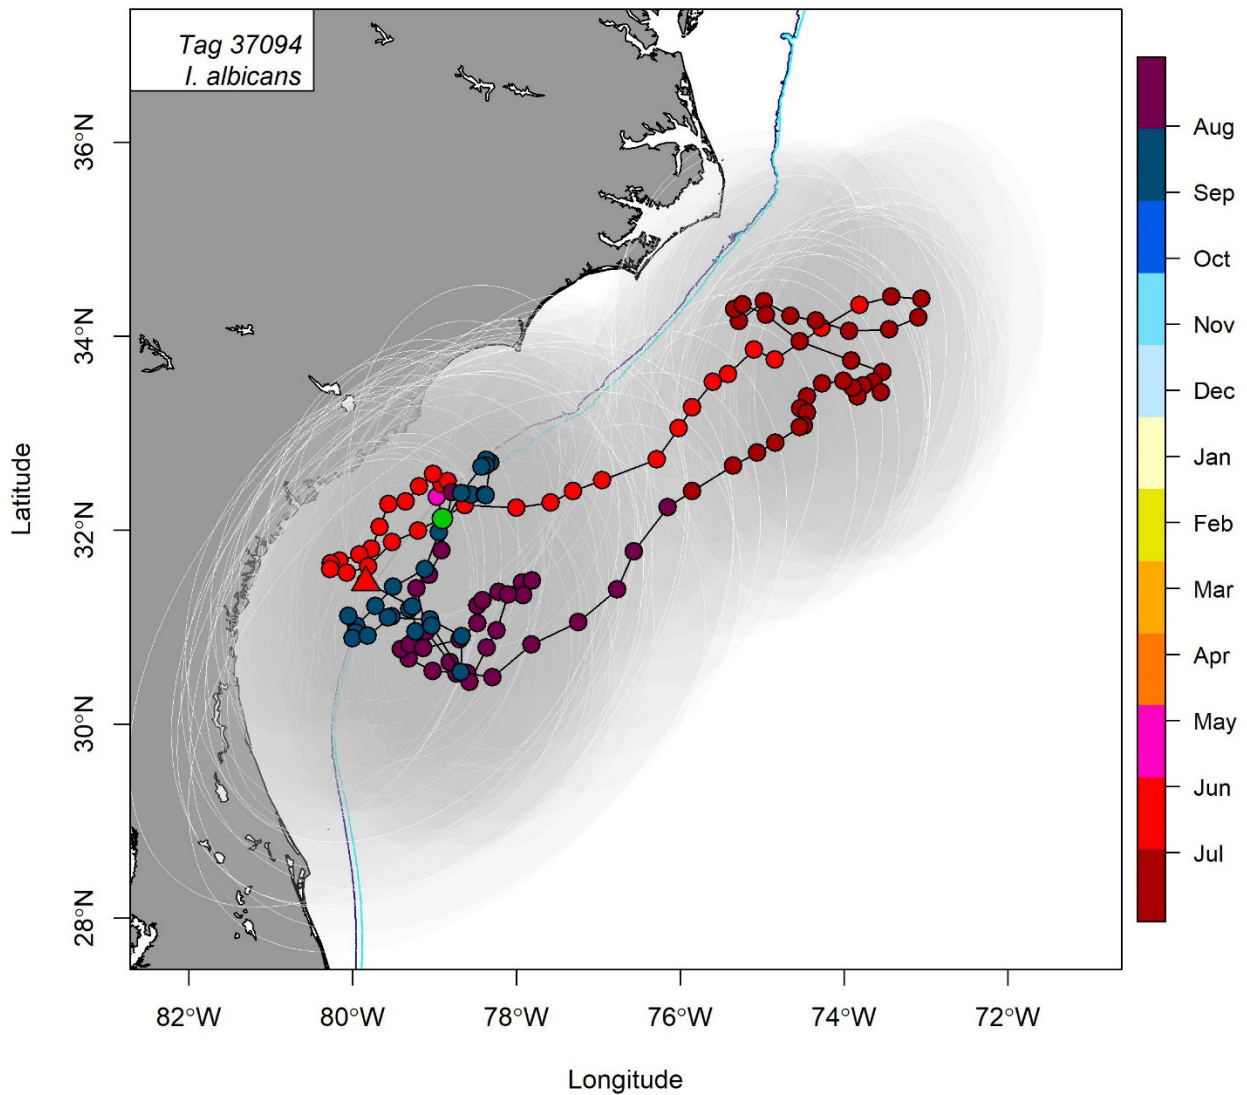 Tag 37094
I. albicans
36°N
34°N
32°N
30°N
28°N
Latitude
82°W
80°W
78°W
76°W
74°W
72°W
Longitude
Aug
Sep
Oct
Nov
Dec
Jan
Feb
Mar
Apr
May
Jun
Jul